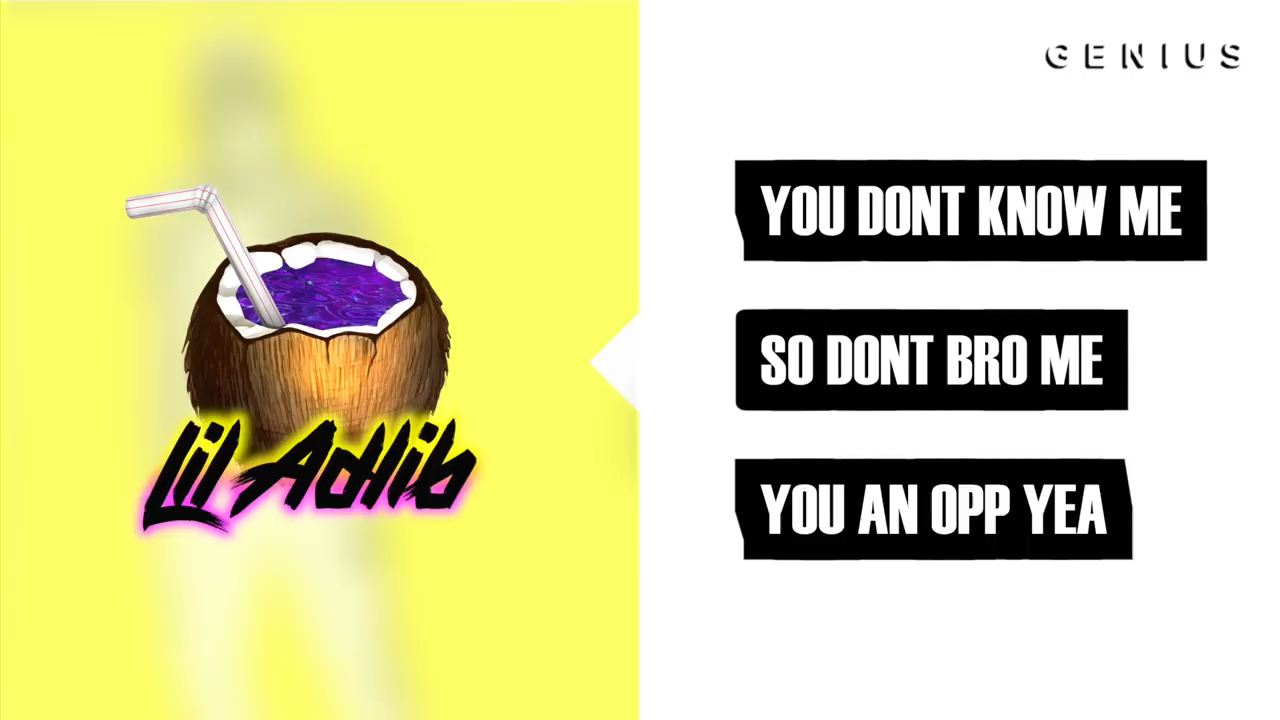 GENIUS
YOU DONT KNOW ME
SO DONT BRO ME
YOU AN OPP YEA
Lil Adlib